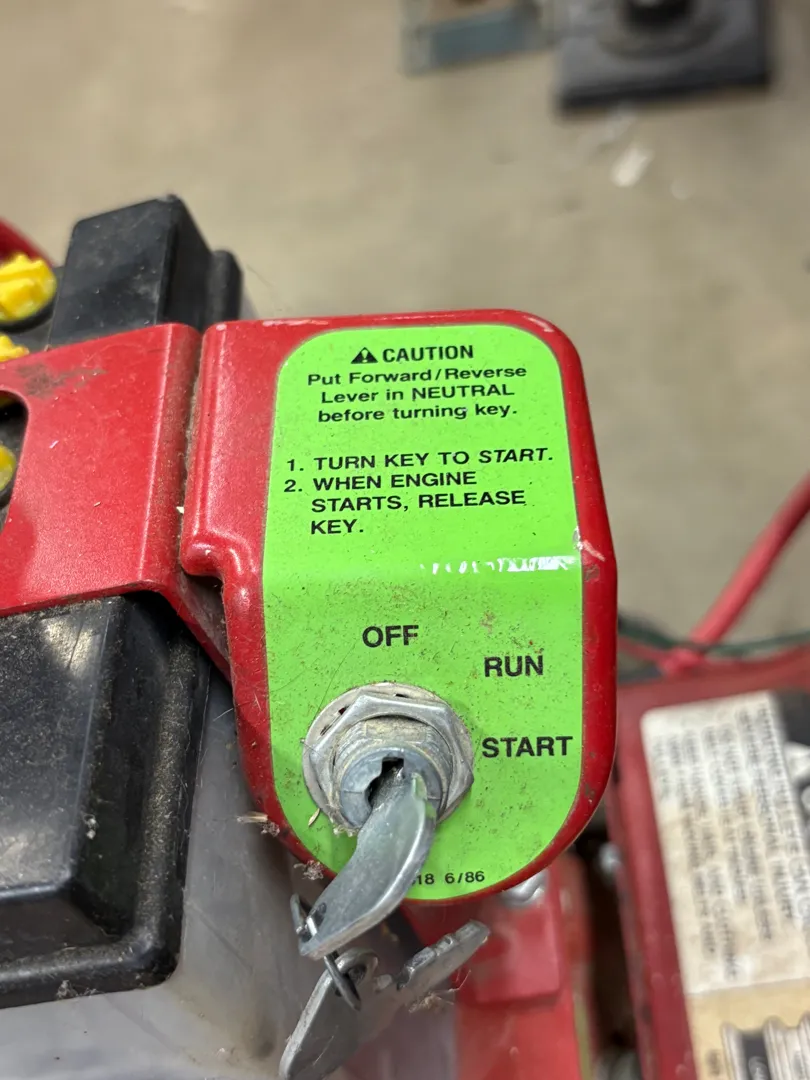 CAUTION
Put Forward/Reverse
Lever in NEUTRAL
before turning key.
1. TURN KEY TO START.
2. WHEN ENGINE
STARTS, RELEASE
KEY.
OFF
RUN
START
18 6/86